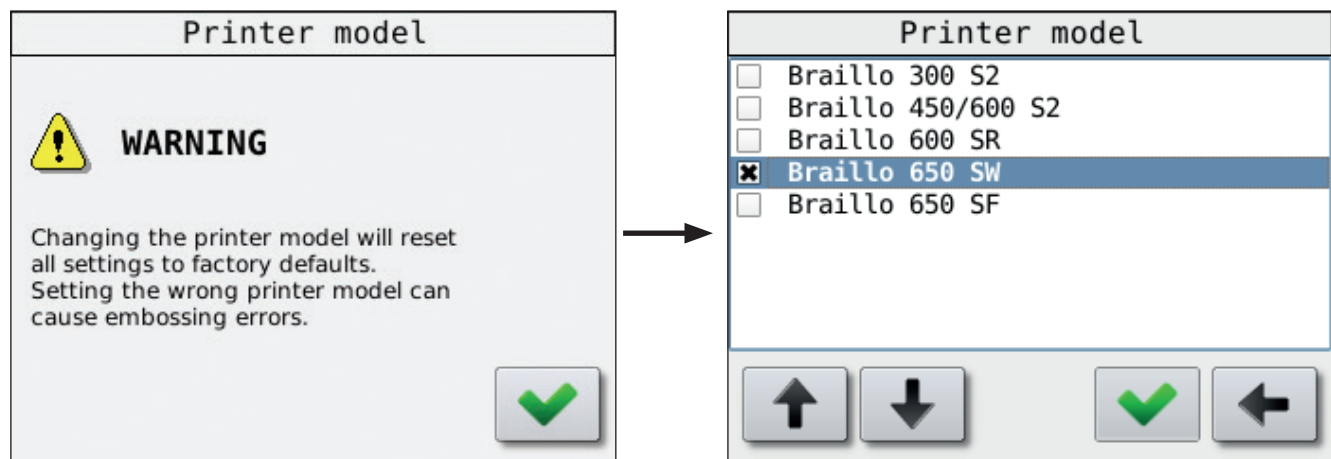 Printer model
WARNING
Changing the printer model will reset
all settings to factory defaults.
Setting the wrong printer model can
cause embossing errors.
Printer model
Braillo 300 S2
Braillo 450/600 S2
Braillo 600 SR
Braillo 650 SW
Braillo 650 SF